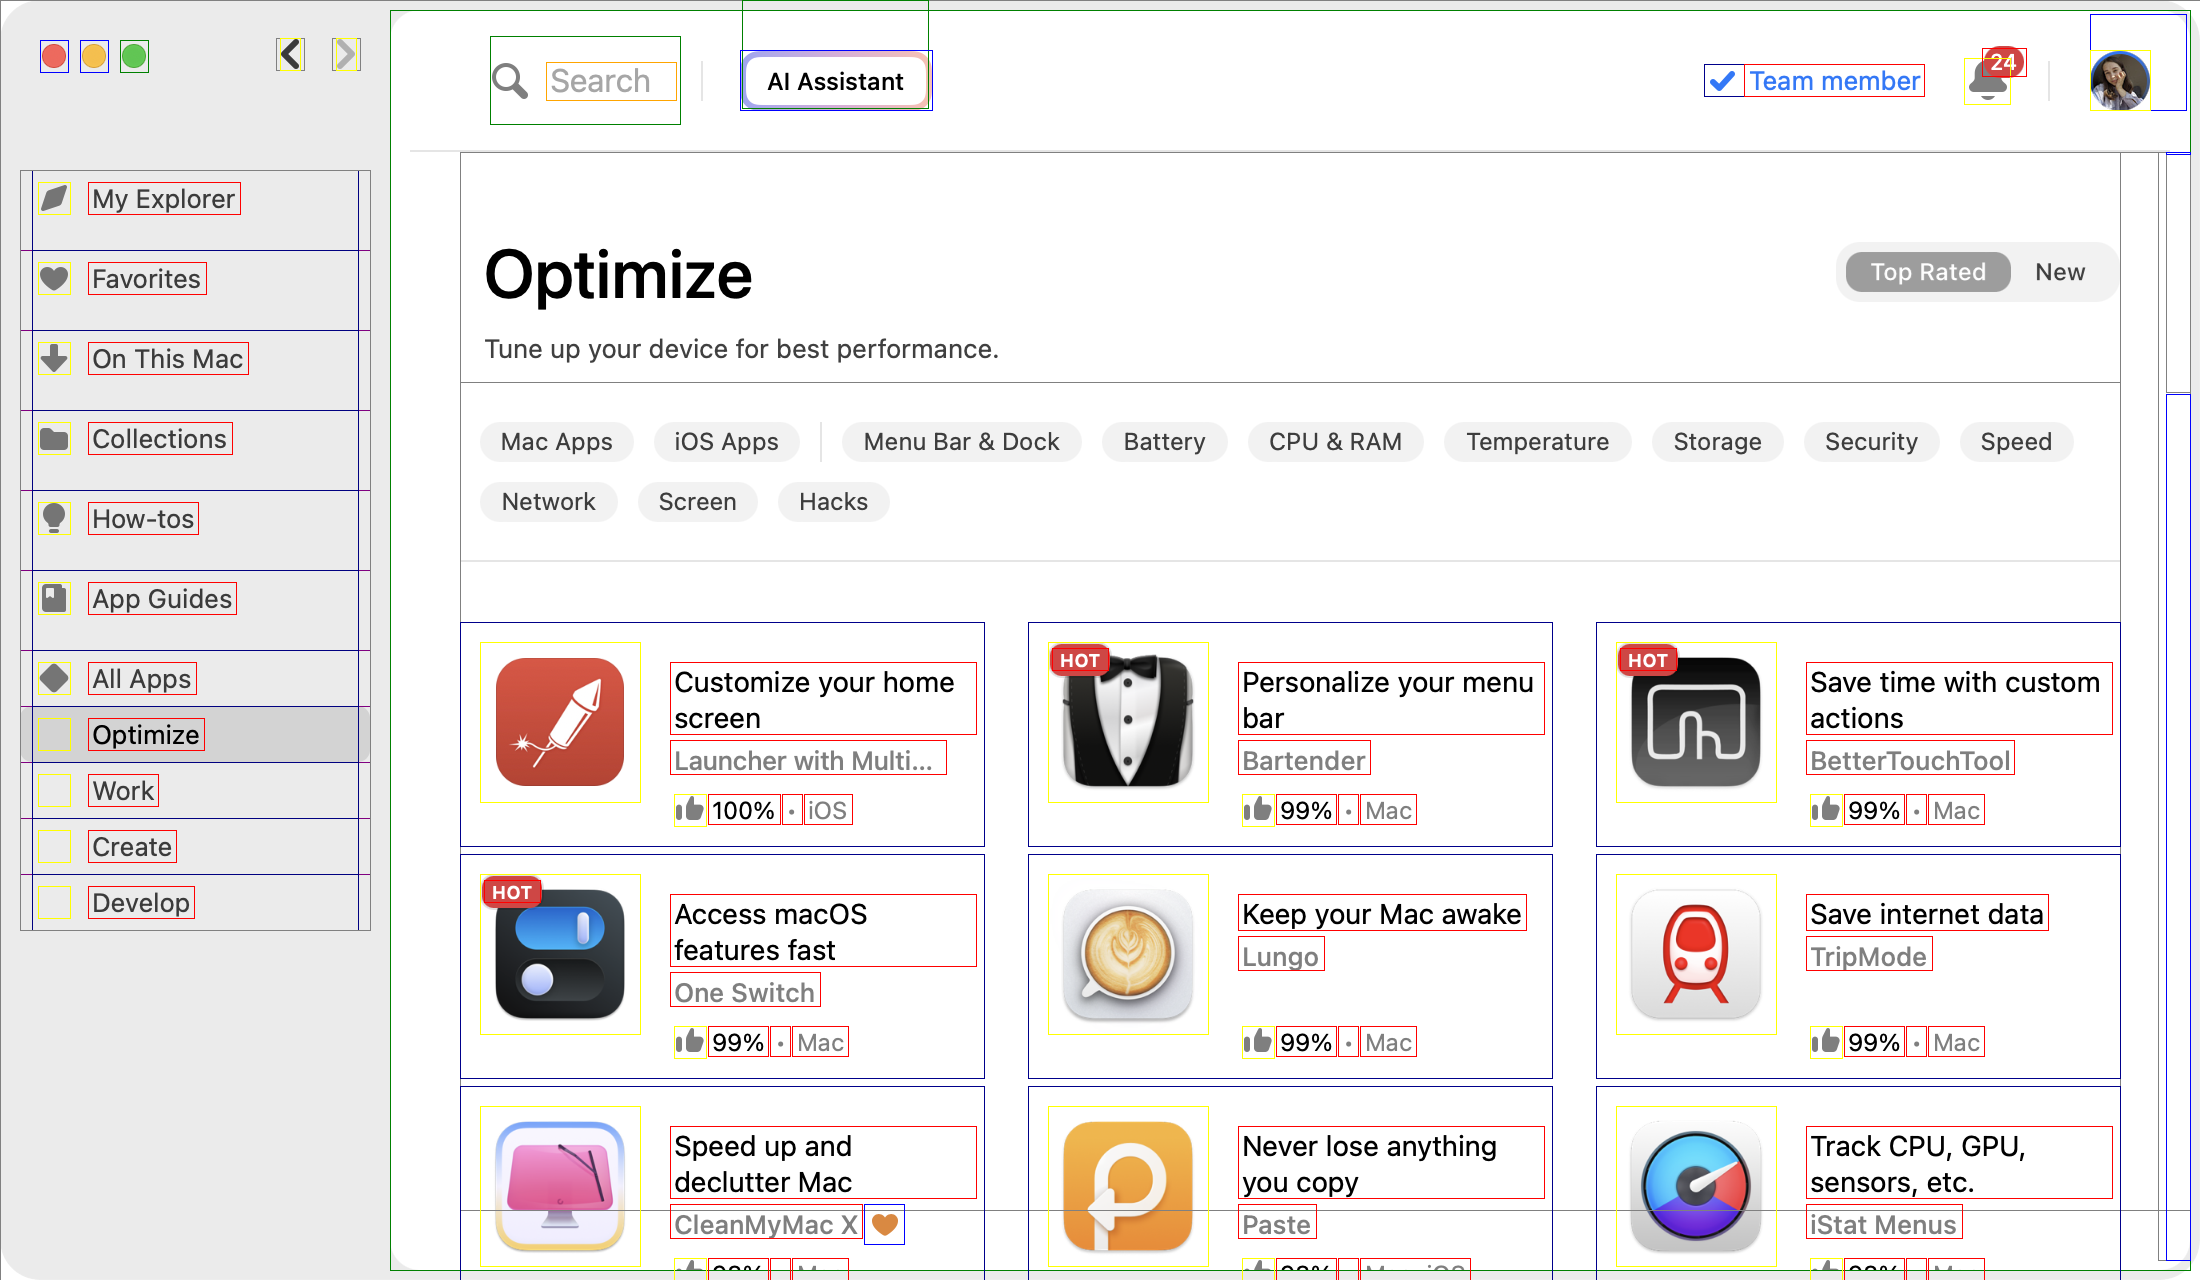 Search
AI Assistant
Team member
24
My Explorer
Favorites
On This Mac
Collections
How-tos
App Guides
All Apps
Optimize
Work
Create
Develop
Optimize
Top Rated
New
Tune up your device for best performance.
Mac Apps
iOS Apps
Menu Bar & Dock
Battery
CPU & RAM
Temperature
Storage
Security
Speed
Network
Screen
Hacks
Customize your home
screen
Launcher with Multi...
100% • iOS
HOT
Personalize your menu
bar
Bartender
99% • Mac
HOT
Save time with custom
actions
BetterTouchTool
99% • Mac
HOT
Access macOS
features fast
One Switch
99% • Mac
Keep your Mac awake
Lungo
99% • Mac
Save internet data
TripMode
99% • Mac
Speed up and
declutter Mac
CleanMyMac X
Never lose anything
you copy
Paste
Track CPU, GPU,
sensors, etc.
iStat Menus